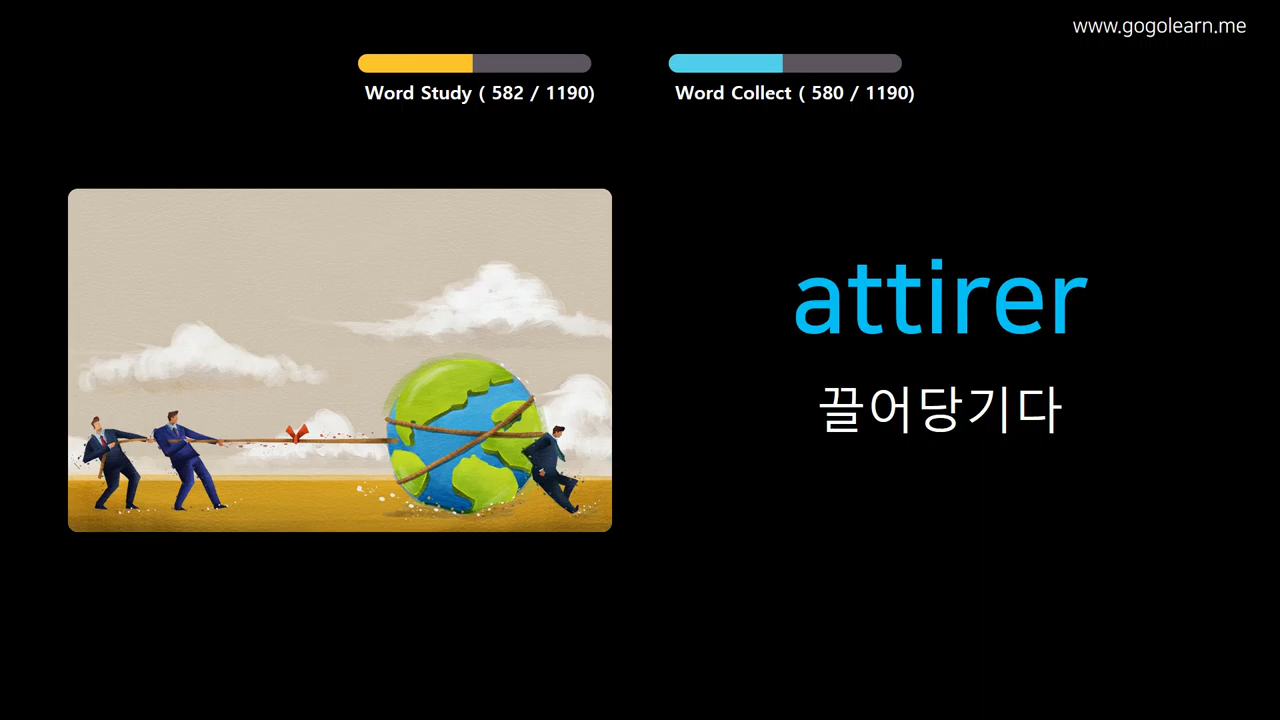 www.gogolearn.me
Word Study ( 582 / 1190)
Word Collect ( 580 / 1190)
attirer
끌어당기다